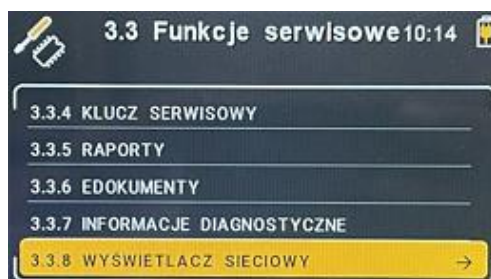 3.3 Funkcje serwisowe 10:14
3.3.4 KLUCZ SERWISOWY
3.3.5 RAPORTY
3.3.6 EDOKUMENTY
3.3.7 INFORMACJE DIAGNOSTYCZNE
3.3.8 WYŚWIETLACZ SIECIOWY